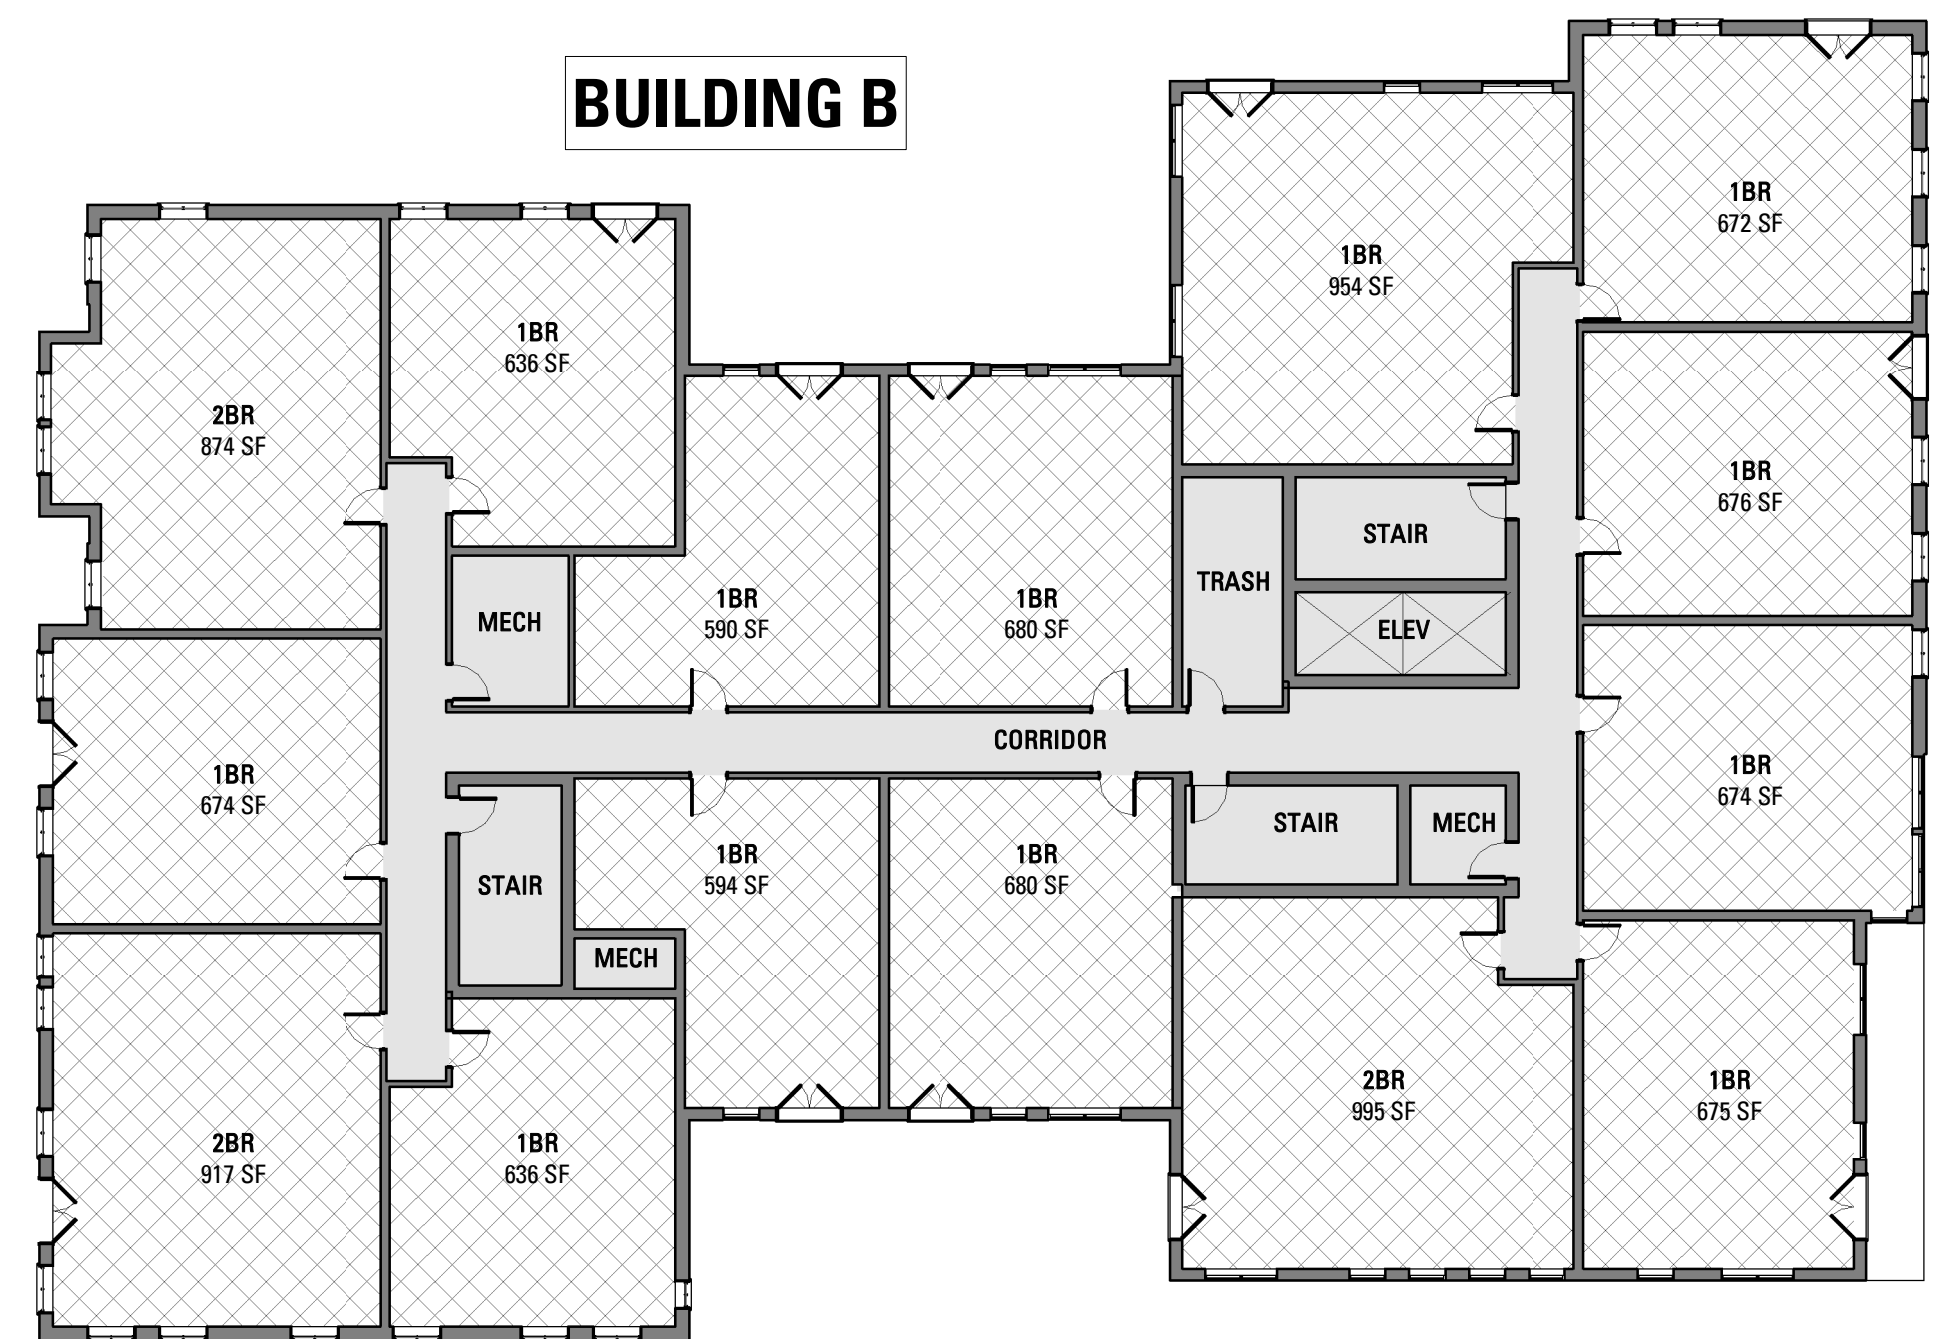 BUILDING B
1BR
672 SF
1BR
954 SF
1BR
636 SF
2BR
874 SF
1BR
676 SF
STAIR
TRASH
MECH
1BR
590 SF
1BR
680 SF
ELEV
CORRIDOR
1BR
674 SF
1BR
674 SF
STAIR
MECH
STAIR
1BR
594 SF
1BR
680 SF
MECH
2BR
917 SF
1BR
636 SF
2BR
995 SF
1BR
675 SF